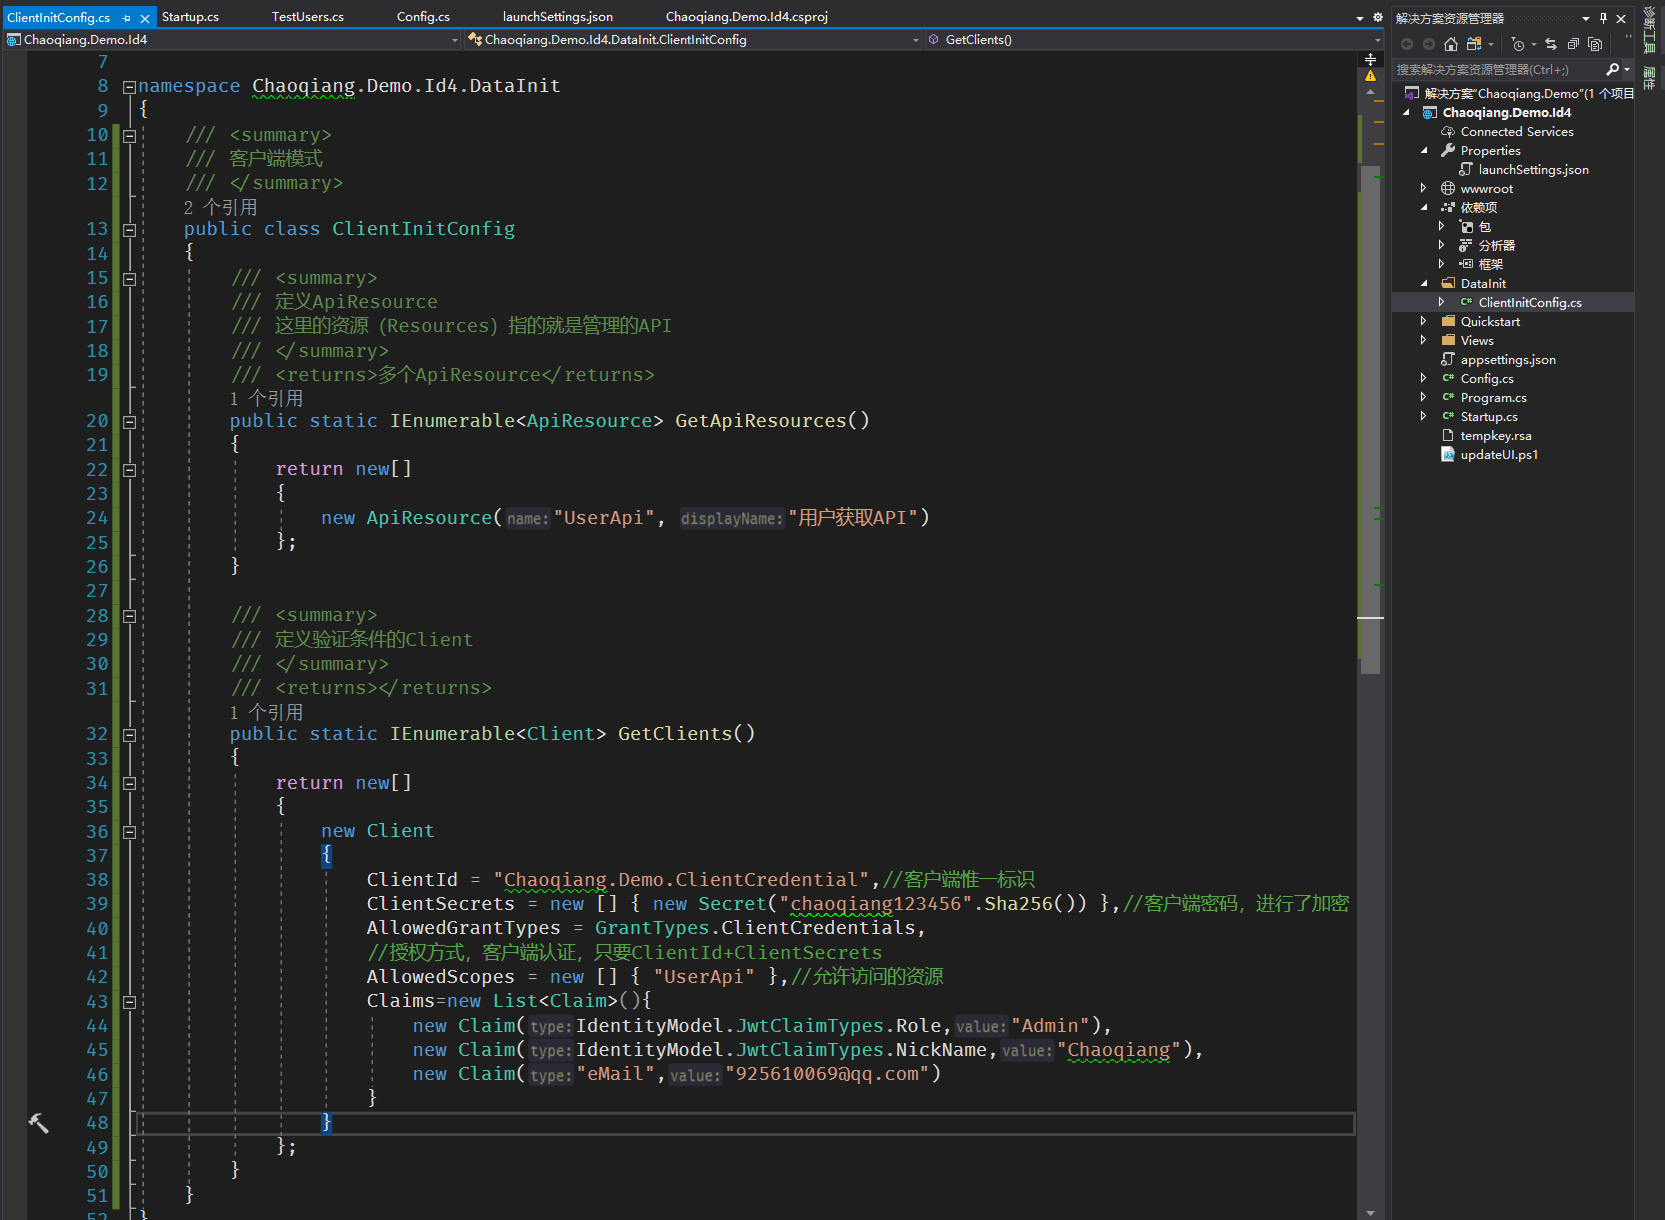 ClientInitConfig.cs
Startup.cs
TestUsers.cs
Config.cs
launchSettings.json
Chaoqiang.Demo.Id4.csproj
Chaoqiang.Demo.Id4
Chaoqiang.Demo.Id4.DataInit.ClientInitConfig
GetClients()
7
8 namespace Chaoqiang.Demo.Id4.DataInit
9 {
10 /// <summary>
11 /// 客户端模式
12 /// </summary>
2 个引用
13 public class ClientInitConfig
14 {
15 /// <summary>
16 /// 定义ApiResource
17 /// 这里的资源（Resources）指的就是管理的API
18 /// </summary>
19 /// <returns>多个ApiResource</returns>
1 个引用
20 public static IEnumerable<ApiResource> GetApiResources()
21 {
22 return new[]
23 {
24 new ApiResource(name:"UserApi", displayName:"用户获取API")
25 };
26 }
27
28 /// <summary>
29 /// 定义验证条件的Client
30 /// </summary>
31 /// <returns></returns>
1 个引用
32 public static IEnumerable<Client> GetClients()
33 {
34 return new[]
35 {
36 new Client
37 {
38 ClientId = "Chaoqiang.Demo.ClientCredential",//客户端惟一标识
39 ClientSecrets = new [] { new Secret("chaoqiang123456".Sha256()) },//客户端密码，进行了加密
40 AllowedGrantTypes = GrantTypes.ClientCredentials,
41 //授权方式，客户端认证，只要ClientId+ClientSecrets
42 AllowedScopes = new [] { "UserApi" },//允许访问的资源
43 Claims=new List<Claim>(){
44 new Claim(type:IdentityModel.JwtClaimTypes.Role,value:"Admin"),
45 new Claim(type:IdentityModel.JwtClaimTypes.NickName,value:"Chaoqiang"),
46 new Claim(type:"eMail",value:"925610069@qq.com")
47 }
48 }
49 };
50 }
51 }
52 }
解决方案资源管理器
搜索解决方案资源管理器(Ctrl+;)
解决方案"Chaoqiang.Demo"(1 个项目
Chaoqiang.Demo.Id4
Connected Services
Properties
launchSettings.json
wwwroot
依赖项
包
分析器
框架
DataInit
ClientInitConfig.cs
Quickstart
Views
appsettings.json
Config.cs
Program.cs
Startup.cs
tempkey.rsa
updateUI.ps1
诊断工具
属性